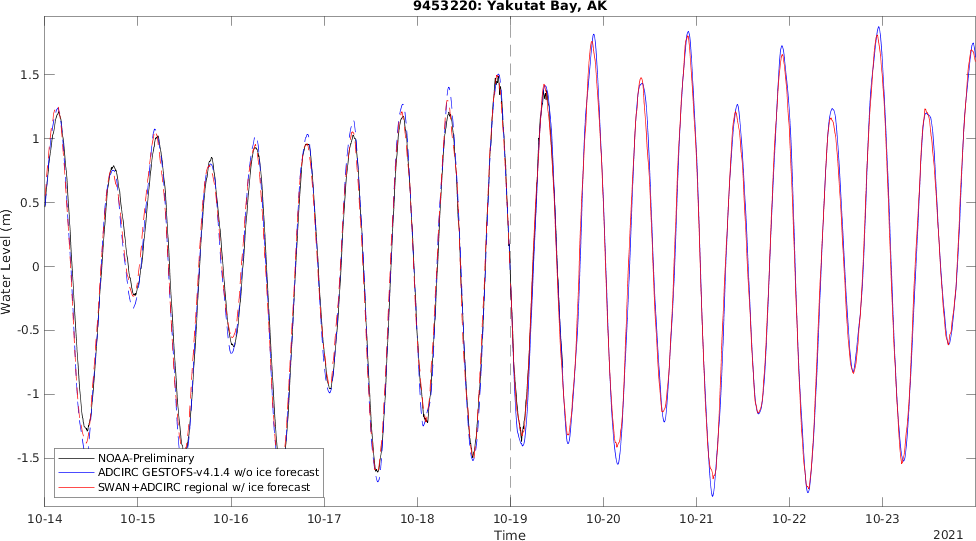 9453220: Yakutat Bay, AK
Water Level (m)
1.5
1
0.5
0
-0.5
-1
-1.5
NOAA-Preliminary
ADCIRC GESTOFS-v4.1.4 w/o ice forecast
SWAN+ADCIRC regional w/ ice forecast
10-14 10-15 10-16 10-17 10-18 10-19 10-20 10-21 10-22 10-23
Time
2021